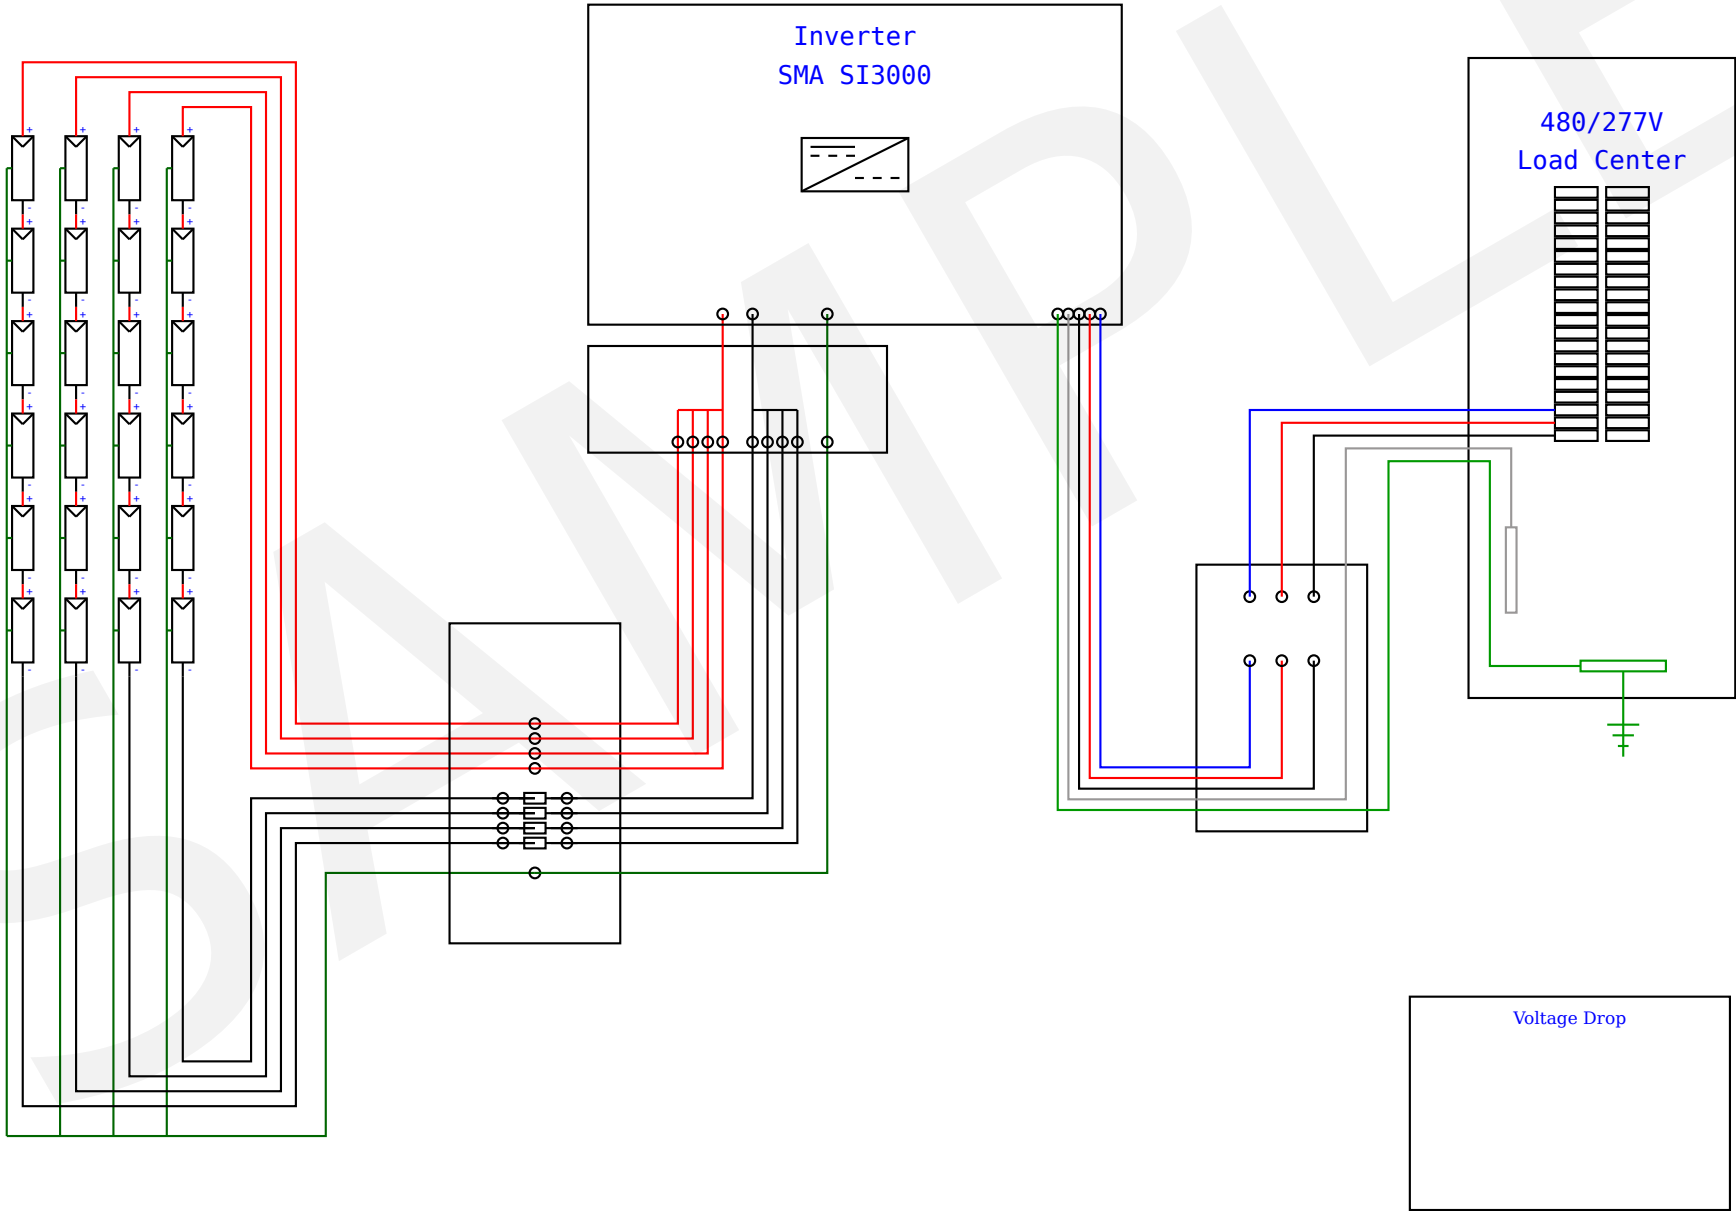 Inverter
SMA SI3000
480/277V
Load Center
+ + + +
- - - -
+ + + +
- - - -
+ + + +
- - - -
+ + + +
- - - -
+ + + +
- - - -
+ + + +
- - - -
Voltage Drop
SAMPLE